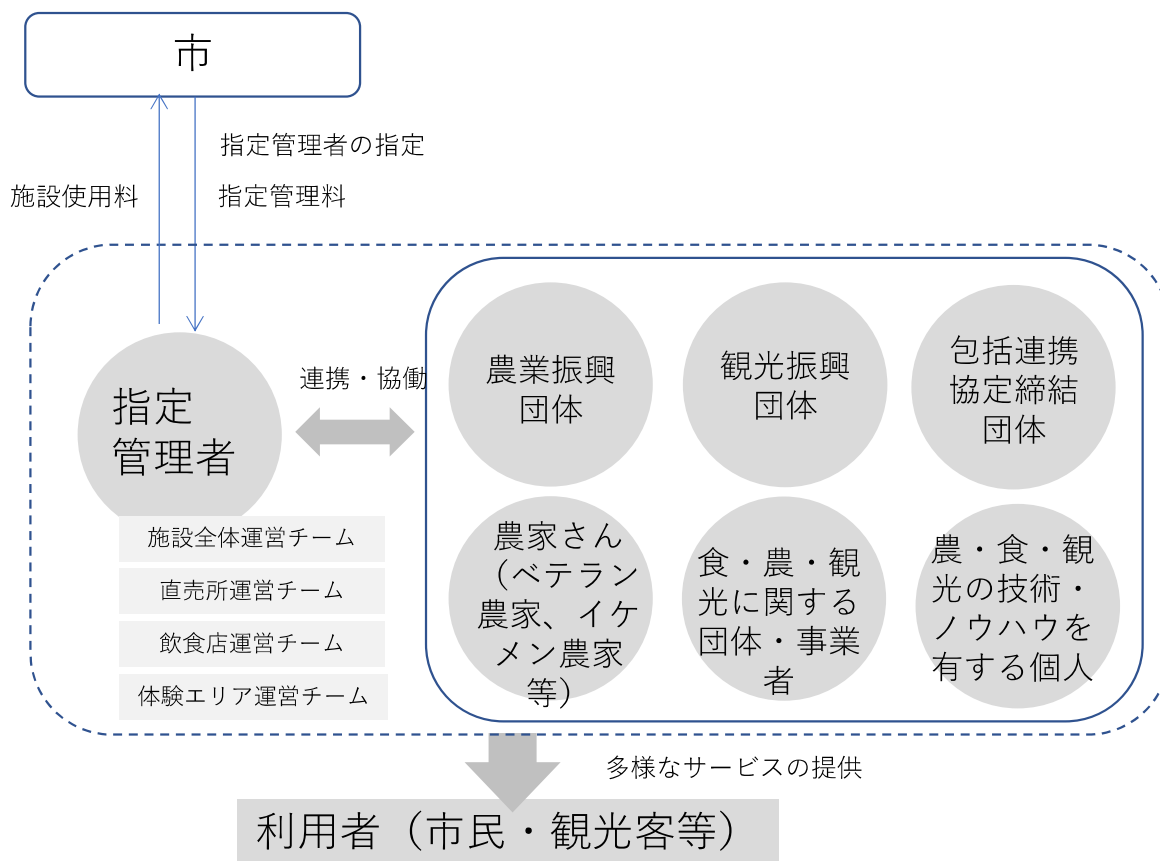 市
指定管理者の指定
施設使用料
指定管理料
連携・協働
指定
管理者
施設全体運営チーム
直売所運営チーム
飲食店運営チーム
体験エリア運営チーム
農業振興
団体
観光振興
団体
包括連携
協定締結
団体
農家さん
（ベテラン
農家、イケ
メン農家
等）
食・農・観
光に関する
団体・事業
者
農・食・観
光の技術・
ノウハウを
有する個人
多様なサービスの提供
利用者（市民・観光客等）